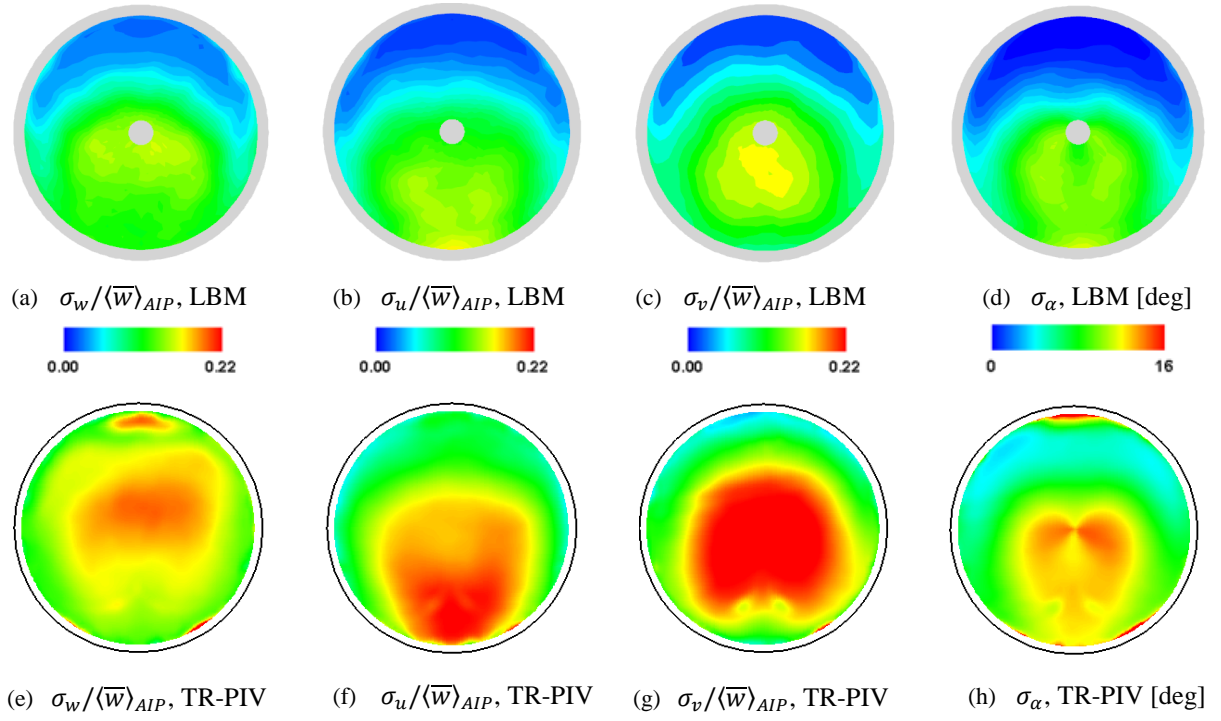 (a) σ_w/⟨w̅⟩_AIP, LBM (b) σ_u/⟨w̅⟩_AIP, LBM (c) σ_v/⟨w̅⟩_AIP, LBM (d) σ_α, LBM [deg]
0.00 0.22 0.00 0.22 0.00 0.22 0 16
(e) σ_w/⟨w̅⟩_AIP, TR-PIV (f) σ_u/⟨w̅⟩_AIP, TR-PIV (g) σ_v/⟨w̅⟩_AIP, TR-PIV (h) σ_α, TR-PIV [deg]